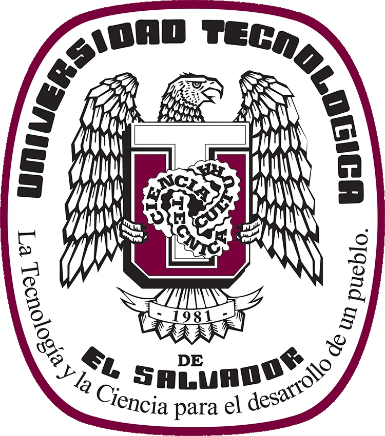 UNIVERSIDAD TECNOLOGICA
CIENCIA
TECNICA
CULTURA
- 1981 -
DE
EL SALVADOR
La Tecnología y la Ciencia para el desarrollo de un pueblo.